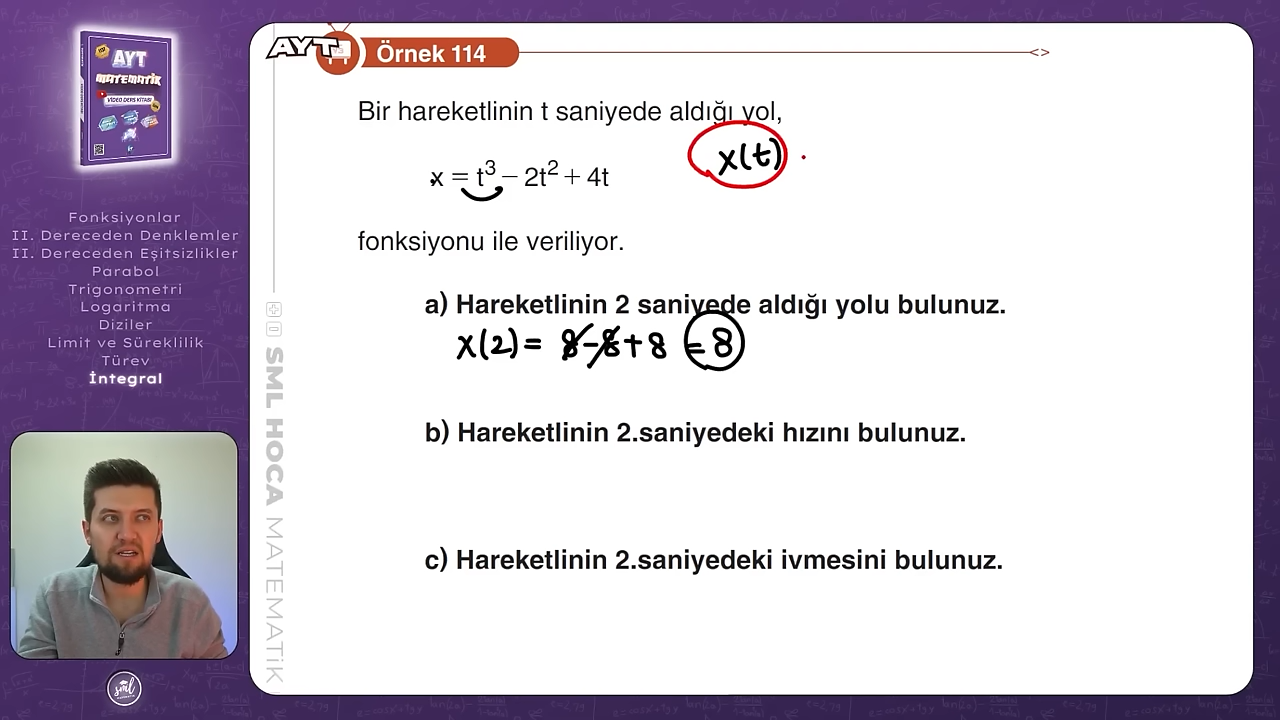 AYT
MATEMATİK
VİDEO DERS KİTABI
Fonksiyonlar
II. Dereceden Denklemler
II. Dereceden Eşitsizlikler
Parabol
Trigonometri
Logaritma
Diziler
Limit ve Süreklilik
Türev
İntegral
sml
AYT
Örnek 114
< >
Bir hareketlinin t saniyede aldığı yol,
x(t)
x = t³ − 2t² + 4t
fonksiyonu ile veriliyor.
a) Hareketlinin 2 saniyede aldığı yolu bulunuz.
x(2) = 8 − 8 + 8 = 8
b) Hareketlinin 2.saniyedeki hızını bulunuz.
c) Hareketlinin 2.saniyedeki ivmesini bulunuz.
SML HOCA MATEMATİK